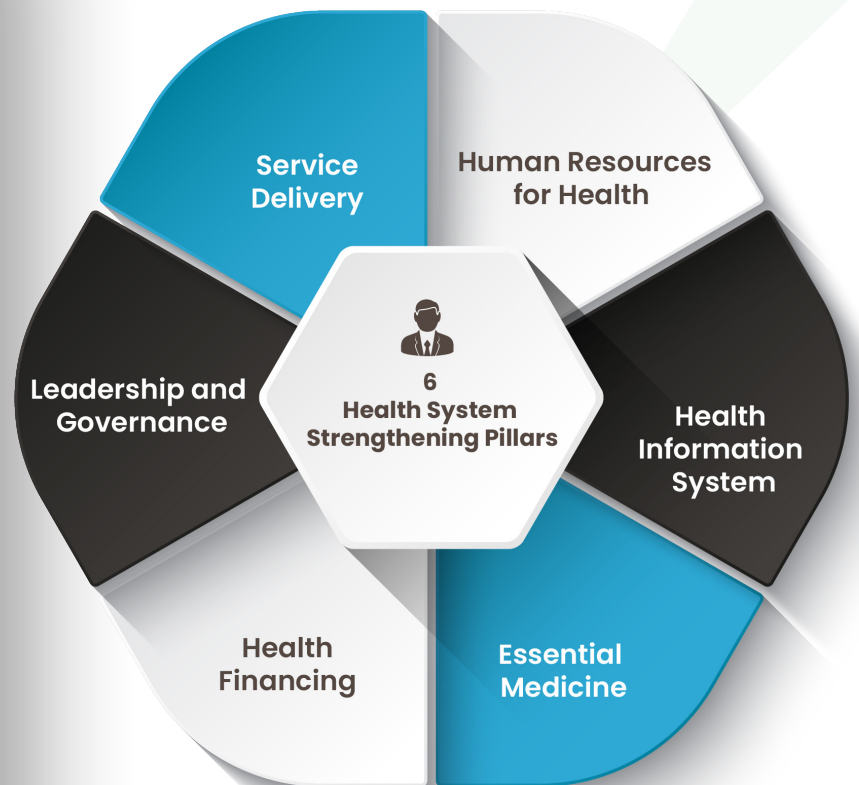 Service
Delivery
Human Resources
for Health
Leadership and
Governance
6
Health System
Strengthening Pillars
Health
Information
System
Health
Financing
Essential
Medicine